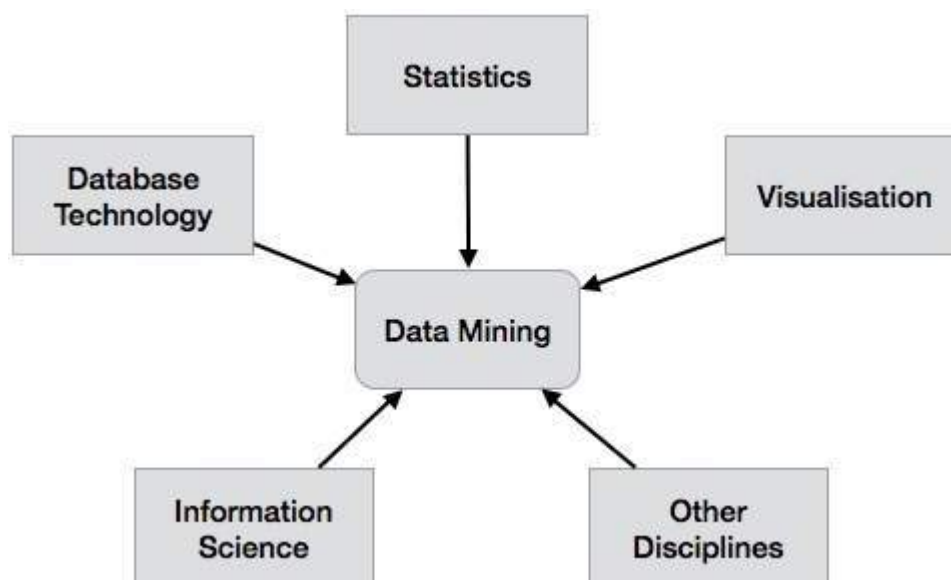 Statistics
Database
Technology
Visualisation
Data Mining
Information
Science
Other
Disciplines